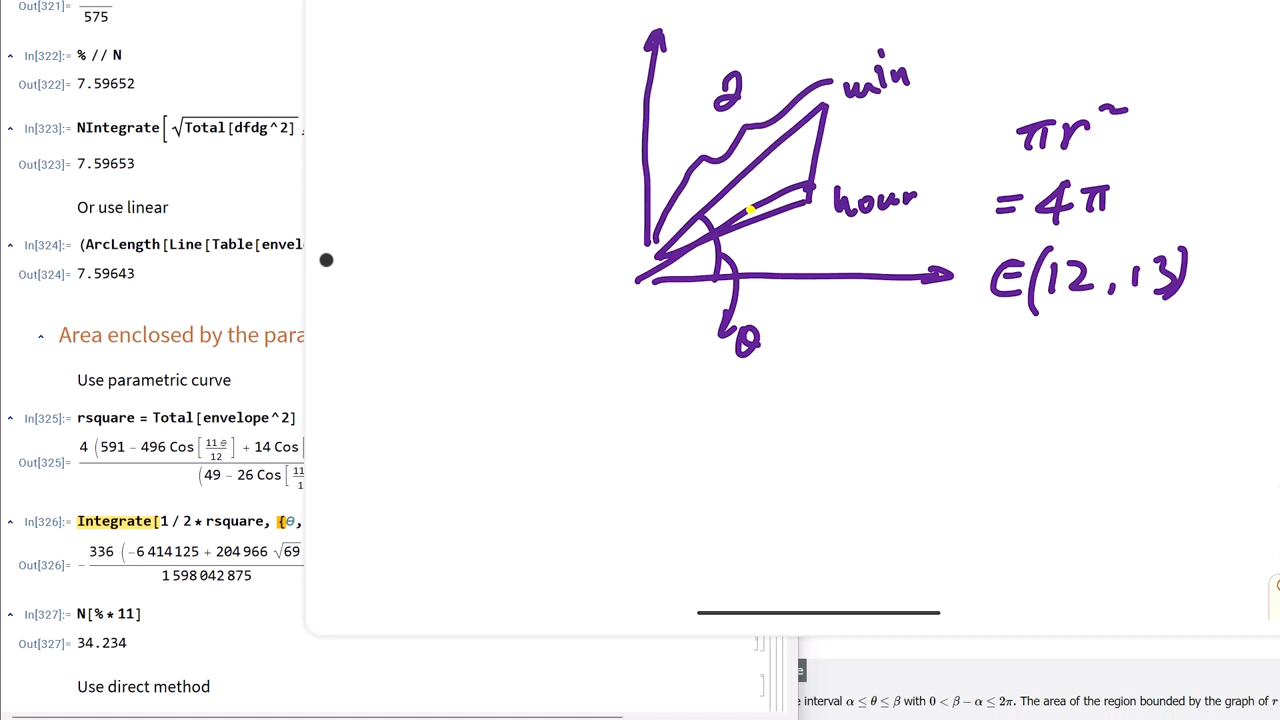 Out[321]=
575
In[322]:= % // N
Out[322]= 7.59652
In[323]:= NIntegrate[√Total[dfdg^2],
Out[323]= 7.59653
Or use linear
In[324]:= (ArcLength[Line[Table[envel
Out[324]= 7.59643
Area enclosed by the para
Use parametric curve
In[325]:= rsquare = Total[envelope^2]
Out[325]= 4 (591 - 496 Cos[11 θ/12] + 14 Cos[
(49 - 26 Cos[11
In[326]:= Integrate[1/2*rsquare, {θ,
Out[326]= - 336 (-6 414 125 + 204 966 √69
1 598 042 875
In[327]:= N[%*11]
Out[327]= 34.234
Use direct method
2
min
hour
θ
πr²
= 4π
∈(12, 13)
e interval α ≤ θ ≤ β with 0 < β − α ≤ 2π. The area of the region bounded by the graph of r